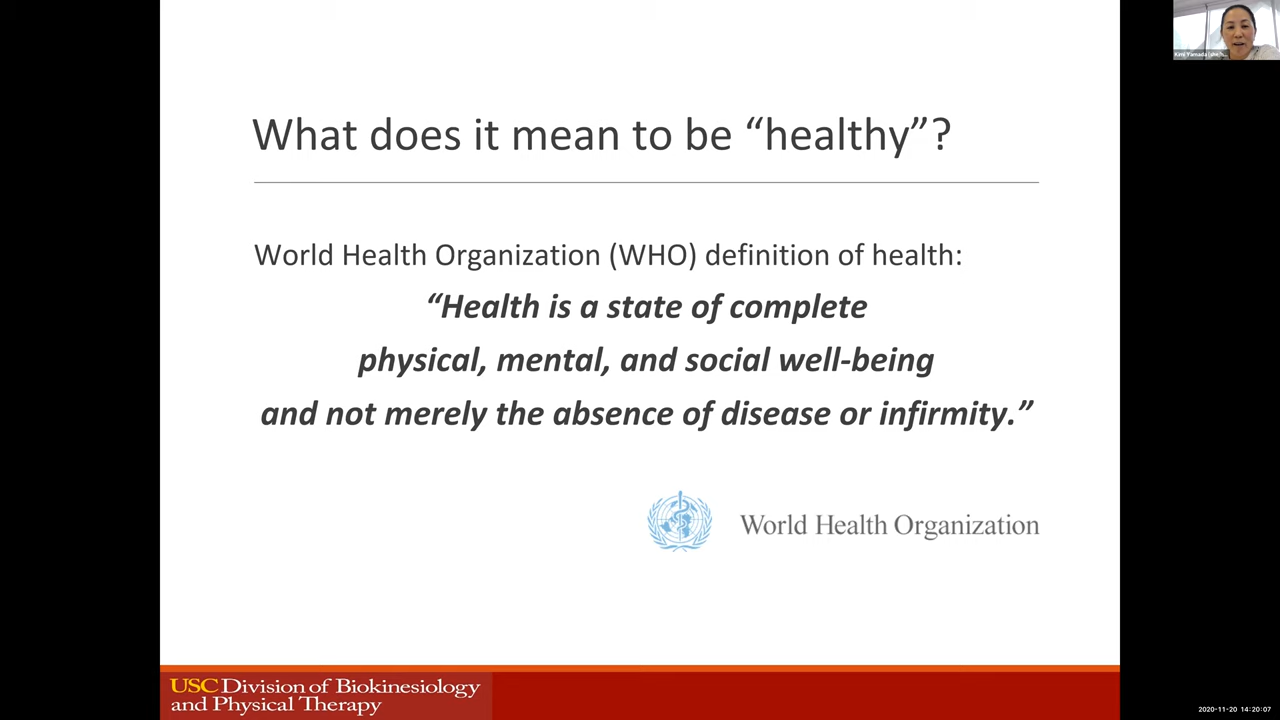 What does it mean to be “healthy”?
World Health Organization (WHO) definition of health:
“Health is a state of complete
physical, mental, and social well-being
and not merely the absence of disease or infirmity.”
World Health Organization
USC Division of Biokinesiology
and Physical Therapy
Kimi Yamada
2020-11-20 14:20:07